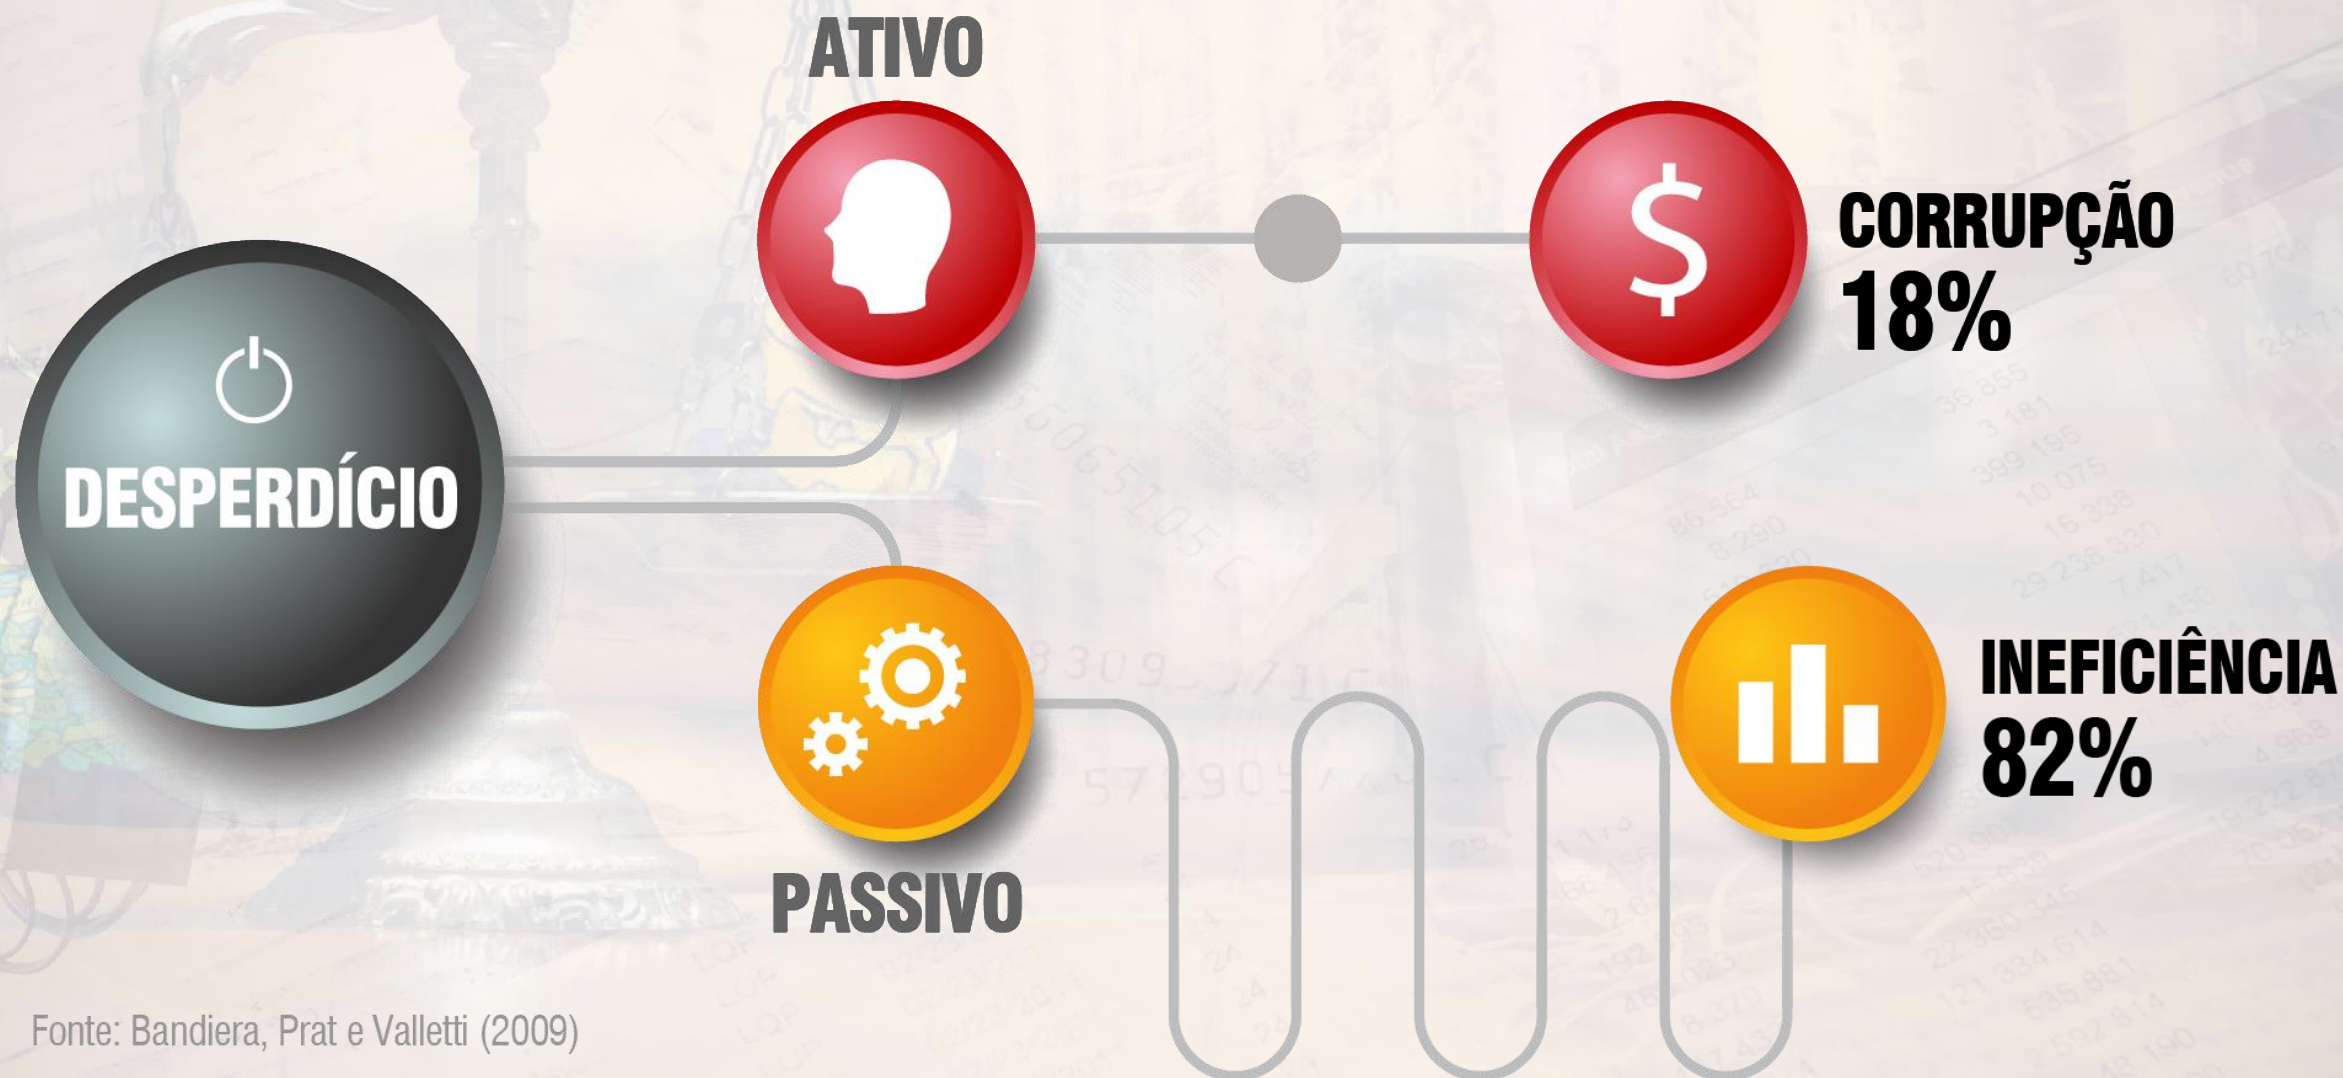 ATIVO
CORRUPÇÃO
18%
DESPERDÍCIO
INEFICIÊNCIA
82%
PASSIVO
Fonte: Bandiera, Prat e Valletti (2009)